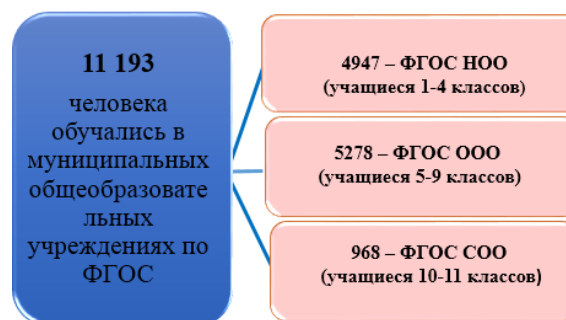 11 193
человека
обучались в
муниципальных
общеобразовате
льных
учреждениях по
ФГОС
4947 – ФГОС НОО
(учащиеся 1-4 классов)
5278 – ФГОС ООО
(учащиеся 5-9 классов)
968 – ФГОС СОО
(учащиеся 10-11 классов)